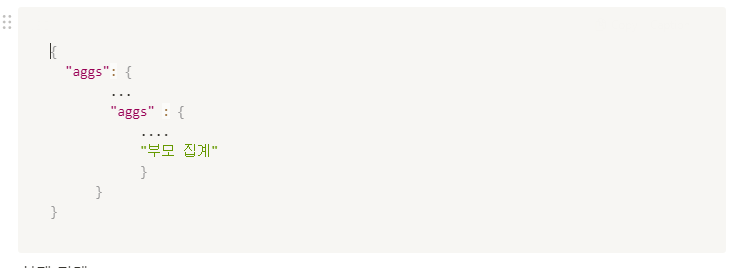 {
"aggs": {
...
"aggs" : {
....
"부모 집계"
}
}
}